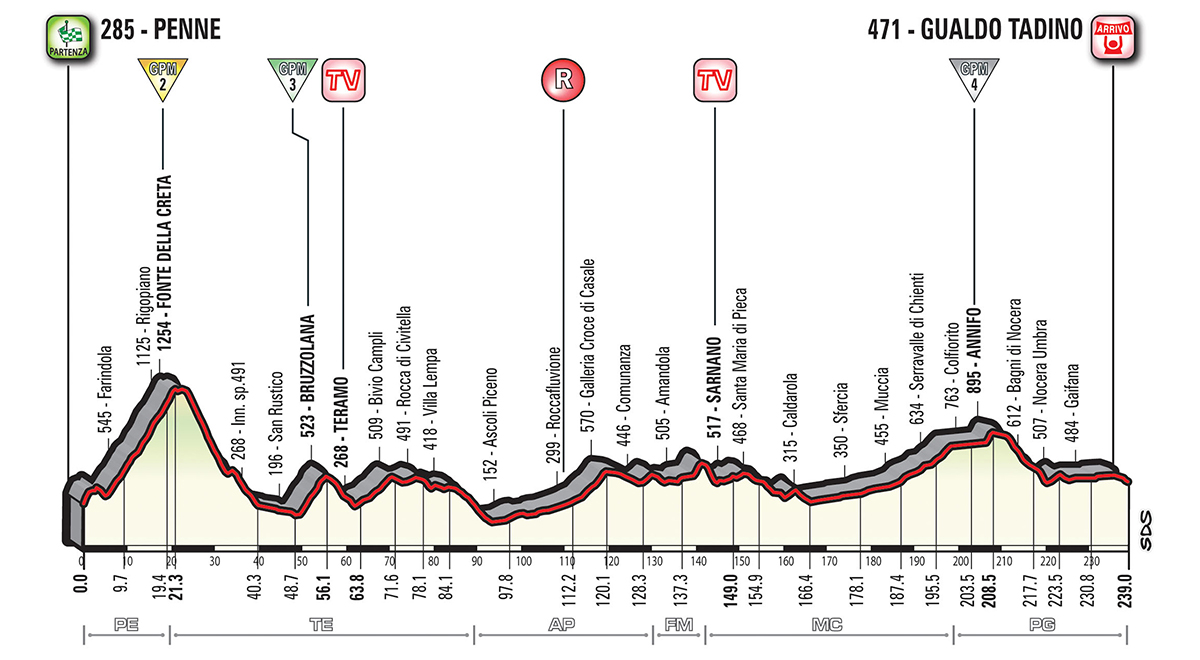 285 - PENNE
471 - GUALDO TADINO
PARTENZA
ARRIVO
GPM
2
GPM
3
TV
R
TV
GPM
4
545 - Farindola
1125 - Rigopiano
1254 - FONTE DELLA CRETA
268 - Inn. sp.491
196 - San Rustico
523 - BRUZZOLANA
268 - TERAMO
509 - Bivio Campli
491 - Rocca di Civitella
418 - Villa Lempa
152 - Ascoli Piceno
299 - Roccafluvione
570 - Galleria Croce di Casale
446 - Comunanza
505 - Amandola
517 - SARNANO
468 - Santa Maria di Pieca
315 - Caldarola
350 - Sfercia
455 - Muccia
634 - Serravalle di Chienti
763 - Colfiorito
895 - ANNIFO
612 - Bagni di Nocera
507 - Nocera Umbra
484 - Gaifana
0 10 20 30 40 50 60 70 80 90 100 110 120 130 140 150 160 170 180 190 200 210 220 230
0.0 9.7 19.4 21.3 40.3 48.7 56.1 63.8 71.6 78.1 84.1 97.8 112.2 120.1 128.3 137.3 149.0 154.9 166.4 178.1 187.4 195.5 203.5 208.5 217.7 223.5 230.8 239.0
PE TE AP FM MC PG
SDS